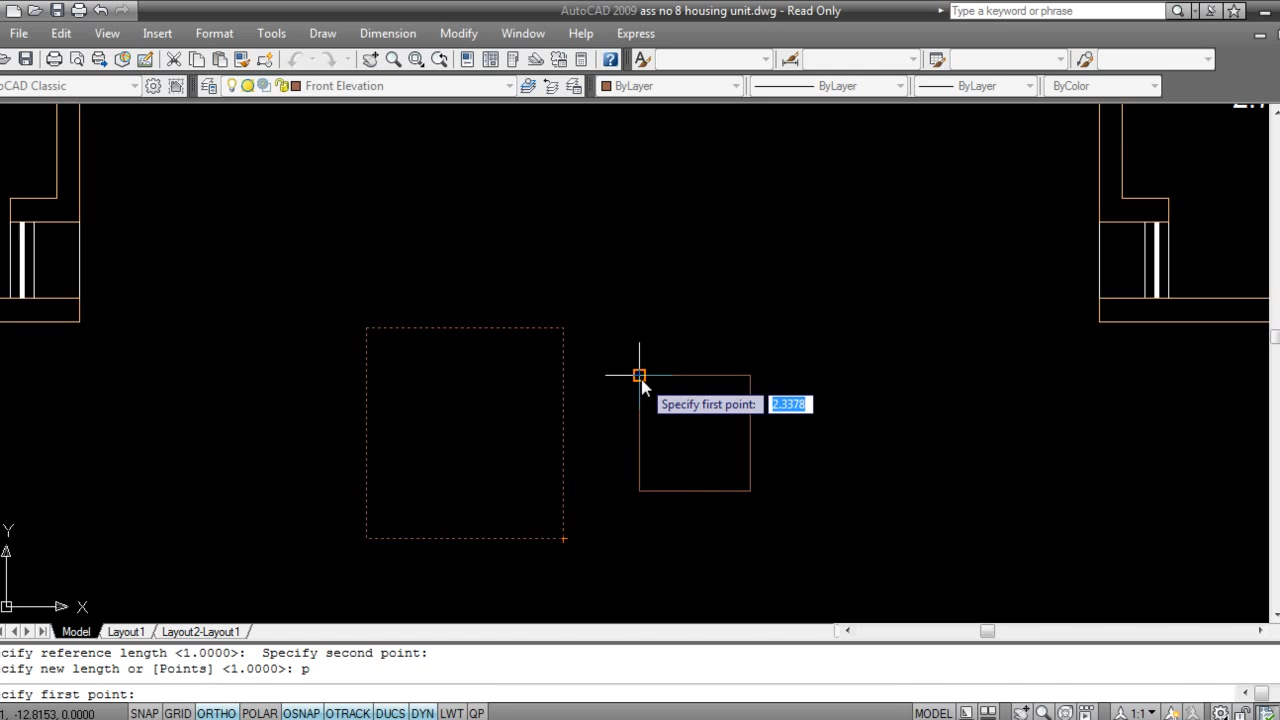 AutoCAD 2009 ass no 8 housing unit.dwg - Read Only
Type a keyword or phrase
File Edit View Insert Format Tools Draw Dimension Modify Window Help Express
oCAD Classic Front Elevation ByLayer ByLayer ByLayer ByColor
Specify first point: 2.3378
Y
X
Model Layout1 Layout2-Layout1
cify reference length <1.0000>: Specify second point:
cify new length or [Points] <1.0000>: p
cify first point:
1, -12.8153, 0.0000 SNAP GRID ORTHO POLAR OSNAP OTRACK DUCS DYN LWT QP MODEL 1:1